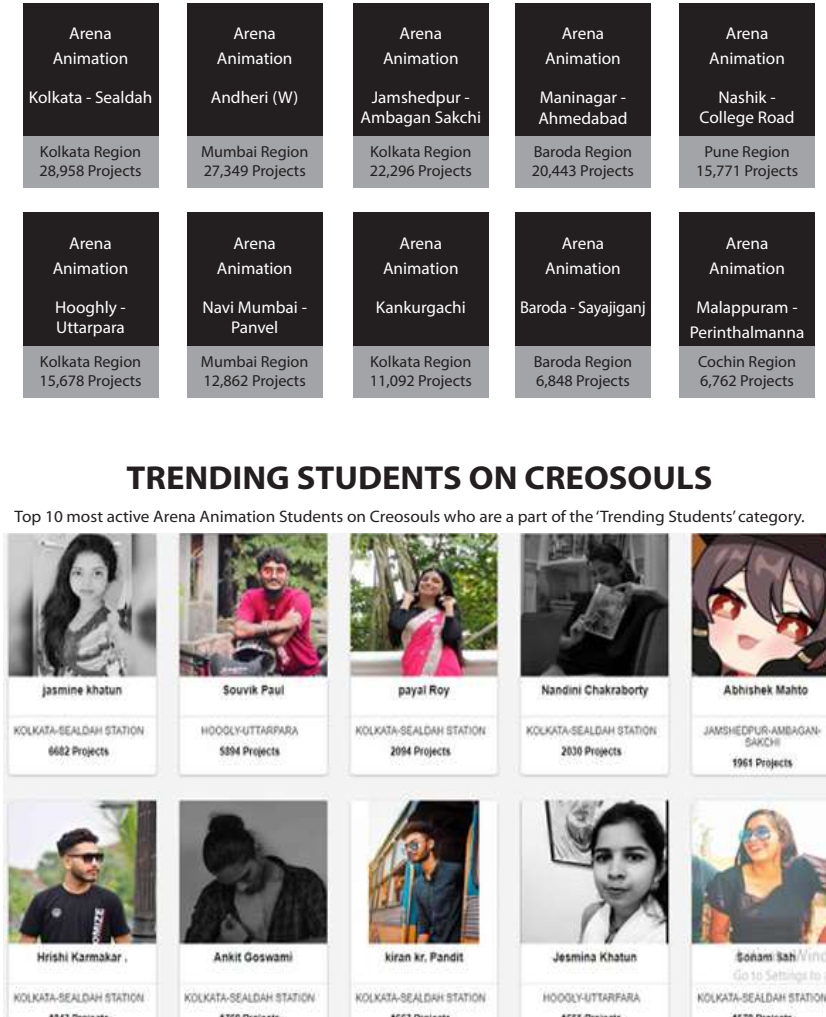 Arena
Animation
Kolkata - Sealdah
Kolkata Region
28,958 Projects
Arena
Animation
Andheri (W)
Mumbai Region
27,349 Projects
Arena
Animation
Jamshedpur -
Ambagan Sakchi
Kolkata Region
22,296 Projects
Arena
Animation
Maninagar -
Ahmedabad
Baroda Region
20,443 Projects
Arena
Animation
Nashik -
College Road
Pune Region
15,771 Projects
Arena
Animation
Hooghly -
Uttarpara
Kolkata Region
15,678 Projects
Arena
Animation
Navi Mumbai -
Panvel
Mumbai Region
12,862 Projects
Arena
Animation
Kankurgachi
Kolkata Region
11,092 Projects
Arena
Animation
Baroda - Sayajiganj
Baroda Region
6,848 Projects
Arena
Animation
Malappuram -
Perinthalmanna
Cochin Region
6,762 Projects
TRENDING STUDENTS ON CREOSOULS
Top 10 most active Arena Animation Students on Creosouls who are a part of the ‘Trending Students’ category.
jasmine khatun
KOLKATA-SEALDAH STATION
6682 Projects
Souvik Paul
HOOGLY-UTTARPARA
5894 Projects
payal Roy
KOLKATA-SEALDAH STATION
2094 Projects
Nandini Chakraborty
KOLKATA-SEALDAH STATION
2030 Projects
Abhishek Mahto
JAMSHEDPUR-AMBAGAN-
SAKCHI
1961 Projects
Hrishi Karmakar .
KOLKATA-SEALDAH STATION
Ankit Goswami
KOLKATA-SEALDAH STATION
kiran kr. Pandit
KOLKATA-SEALDAH STATION
Jesmina Khatun
HOOGLY-UTTARPARA
Sonam Sah
Go to Settings to
KOLKATA-SEALDAH STATION